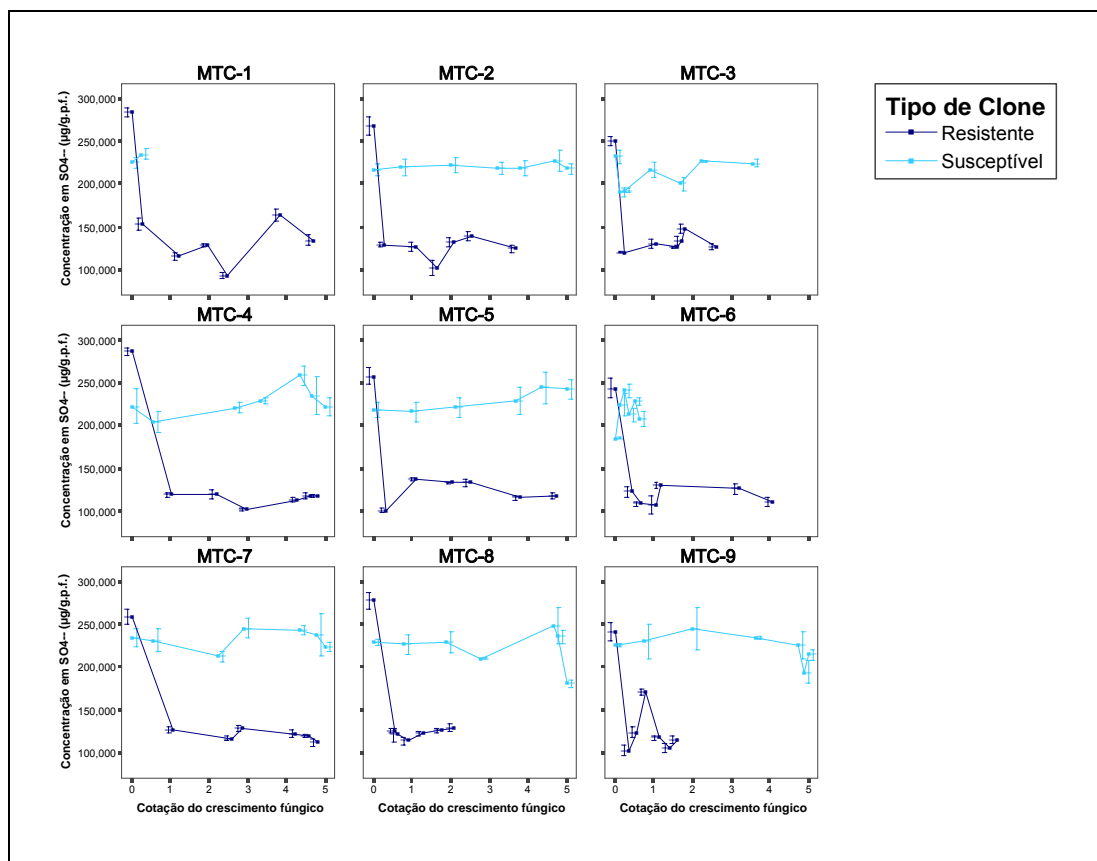 MTC-1 MTC-2 MTC-3
Concentração em SO4-- (µg/g.p.f.)
300,000
250,000
200,000
150,000
100,000
Tipo de Clone
Resistente
Susceptível
MTC-4 MTC-5 MTC-6
Concentração em SO4-- (µg/g.p.f.)
300,000
250,000
200,000
150,000
100,000
MTC-7 MTC-8 MTC-9
Concentração em SO4-- (µg/g.p.f.)
300,000
250,000
200,000
150,000
100,000
0 1 2 3 4 5 0 1 2 3 4 5 0 1 2 3 4 5
Cotação do crescimento fúngico Cotação do crescimento fúngico Cotação do crescimento fúngico